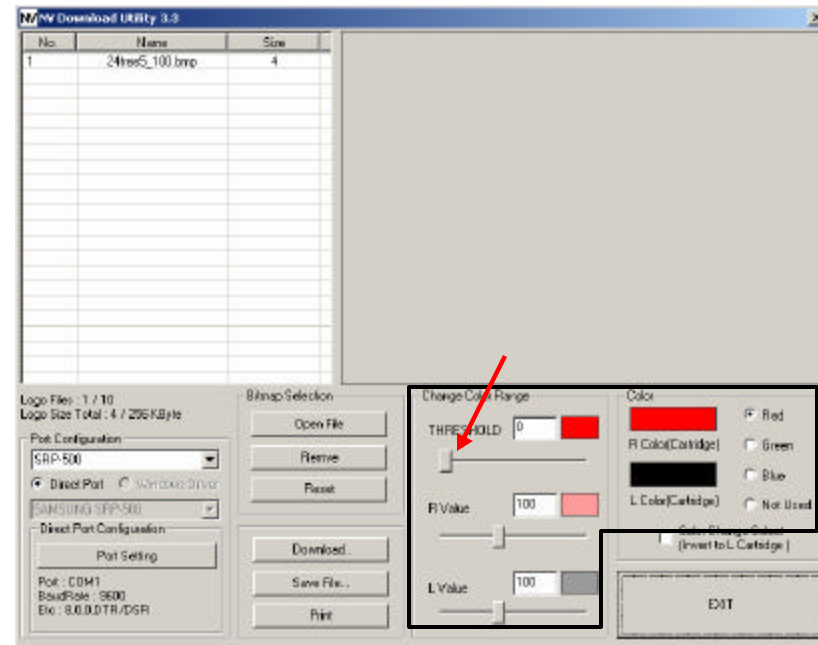 NV NV Download Utility 3.3
No. Name Size
1 24tree5_100.bmp 4
Logo Files : 1 / 10
Logo Size Total : 4 / 256 KByte
Port Configuration
SRP-500
Direct Port Windows Driver
SAMSUNG SRP-500
Direct Port Configuration
Port Setting
Port : COM1
BaudRate : 9600
Etc : 8,0,0,DTR/DSR
Bitmap Selection
Open File
Remve
Reset
Download..
Save File..
Print
Change Color Range
THRESHOLD 0
R Value 100
L Value 100
Color
R Color(Cartridge)
L Color(Cartridge)
Red
Green
Blue
Not Used
Color Change Select
(Invert to L Cartridge )
EXIT